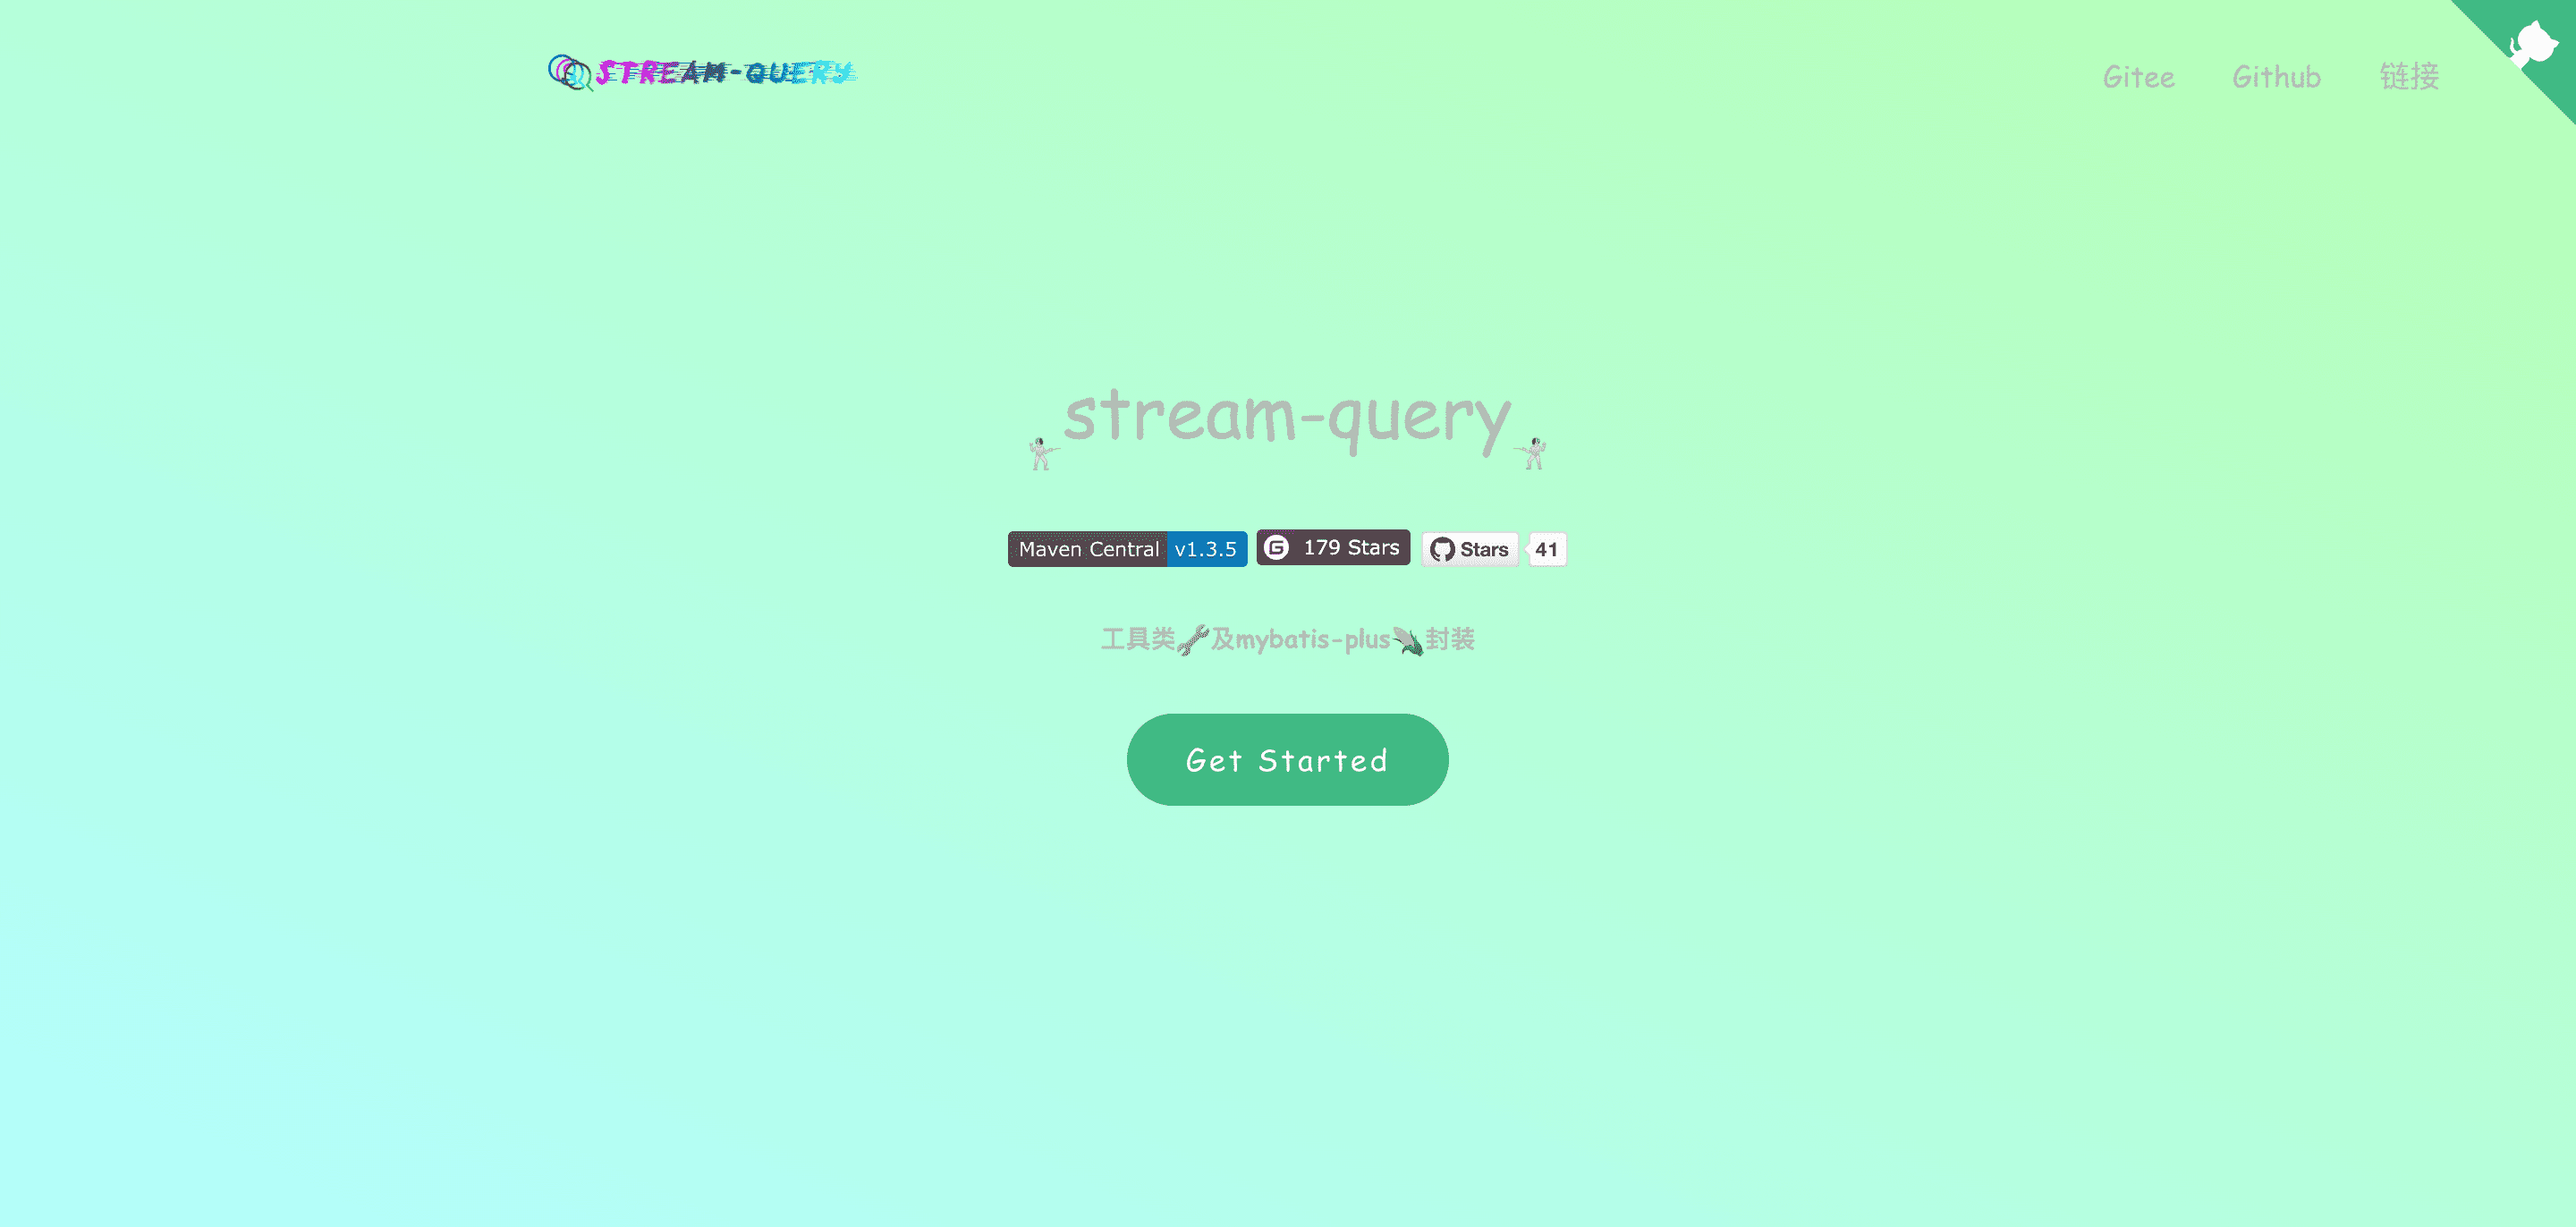 STREAM-QUERY
Gitee Github 链接
stream-query
Maven Central v1.3.5 G 179 Stars Stars 41
工具类🔧及mybatis-plus🌽封装
Get Started